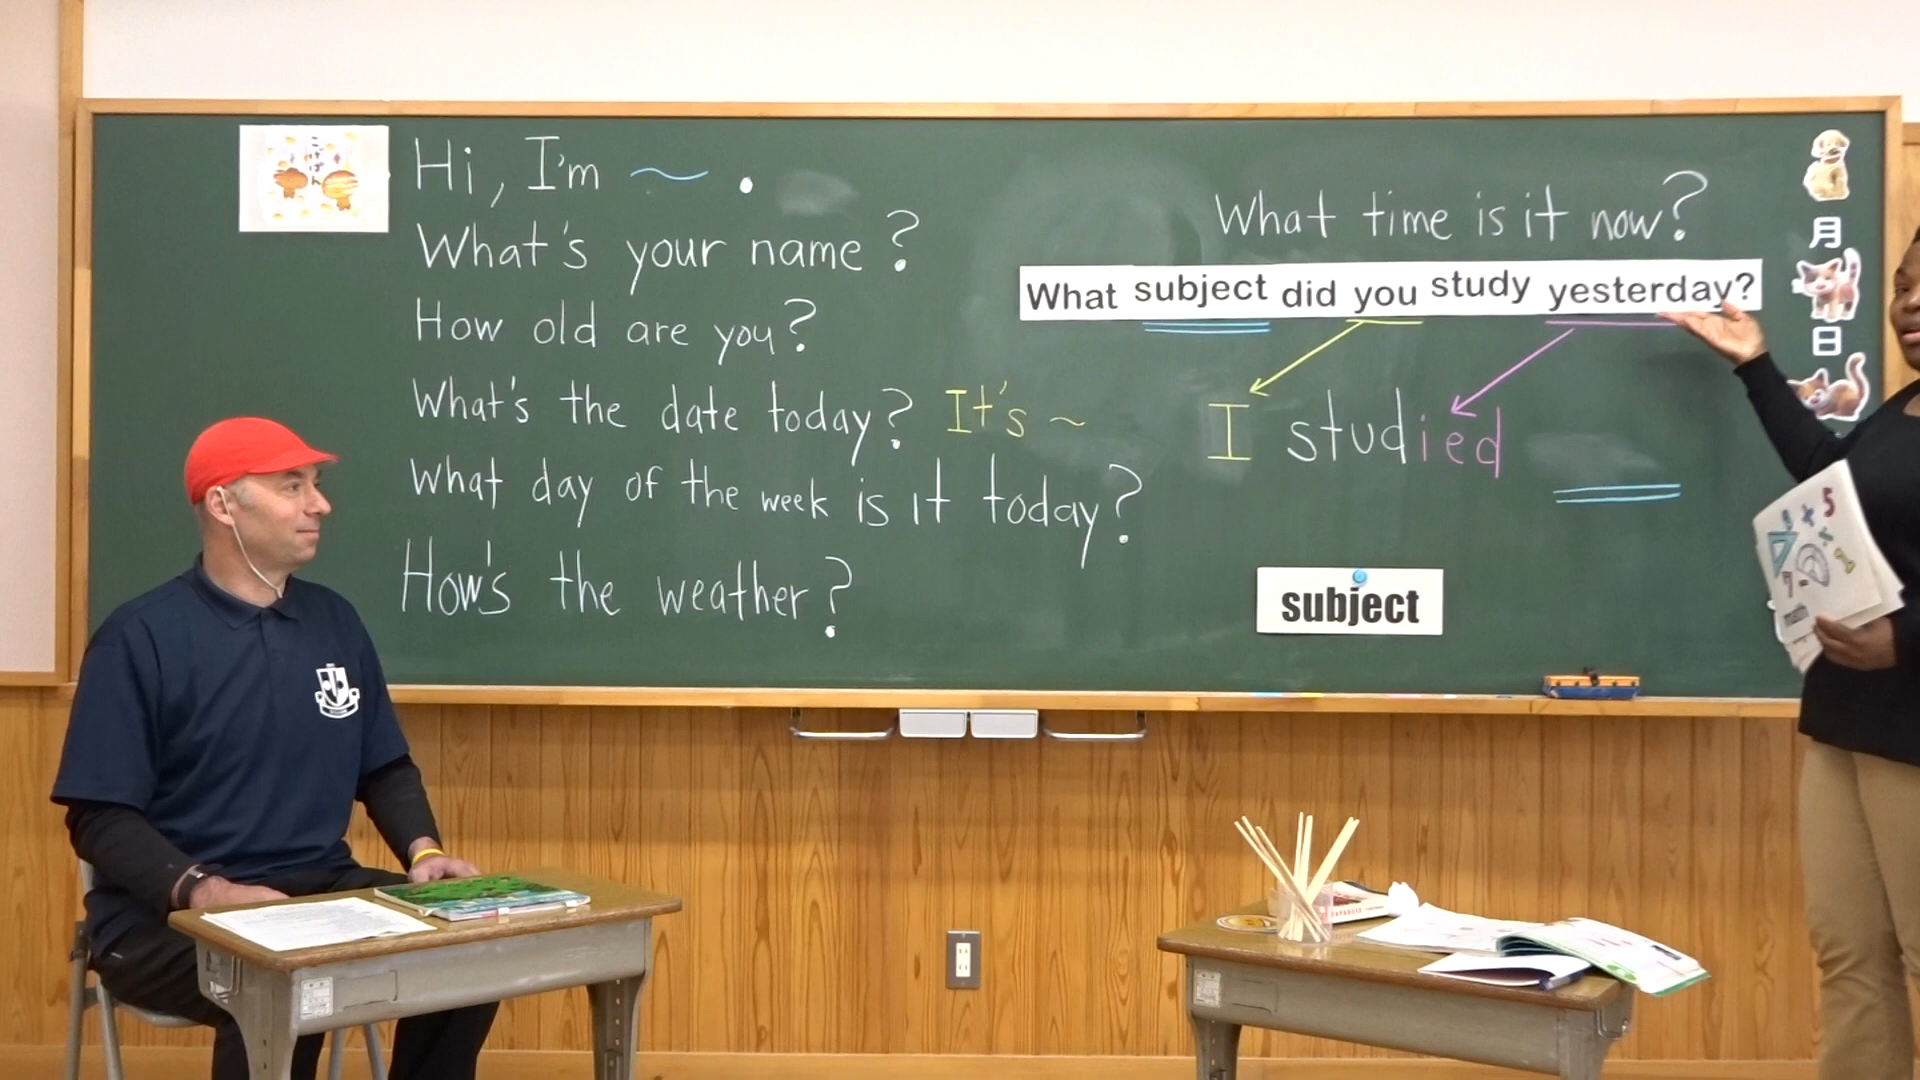 Hi, I'm ~ .
What's your name?
How old are you?
What's the date today? It's ~
What day of the week is it today?
How's the weather?
What time is it now?
What subject did you study yesterday?
I studied
subject
月
日
math